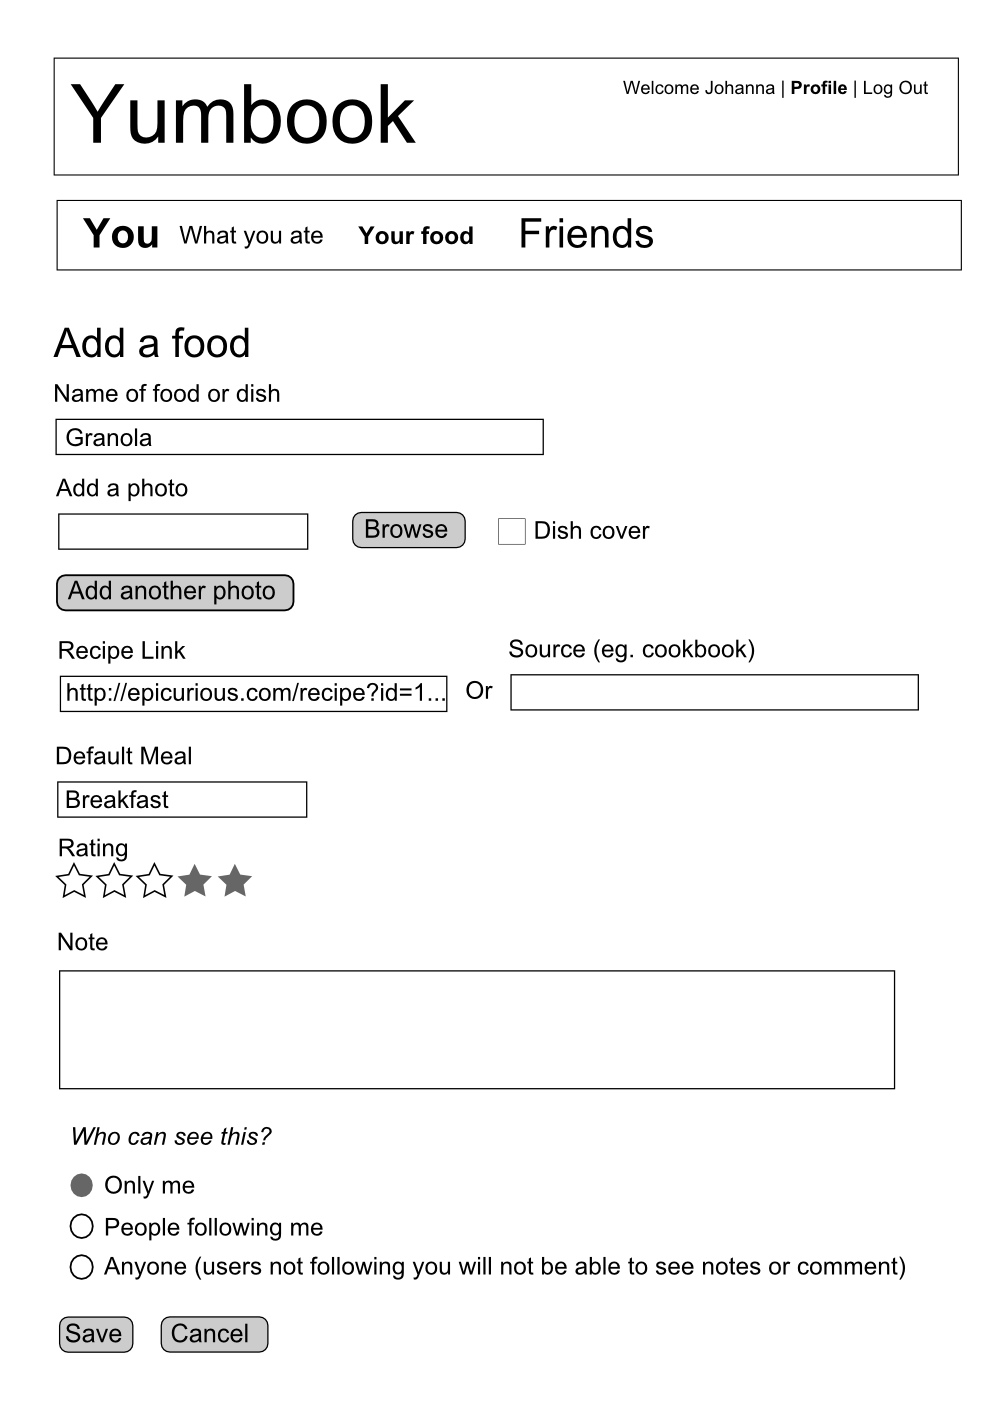 Yumbook
Welcome Johanna | Profile | Log Out
You What you ate Your food Friends
Add a food
Name of food or dish
Granola
Add a photo
Browse Dish cover
Add another photo
Recipe Link Source (eg. cookbook)
http://epicurious.com/recipe?id=1... Or
Default Meal
Breakfast
Rating
Note
Who can see this?
Only me
People following me
Anyone (users not following you will not be able to see notes or comment)
Save Cancel